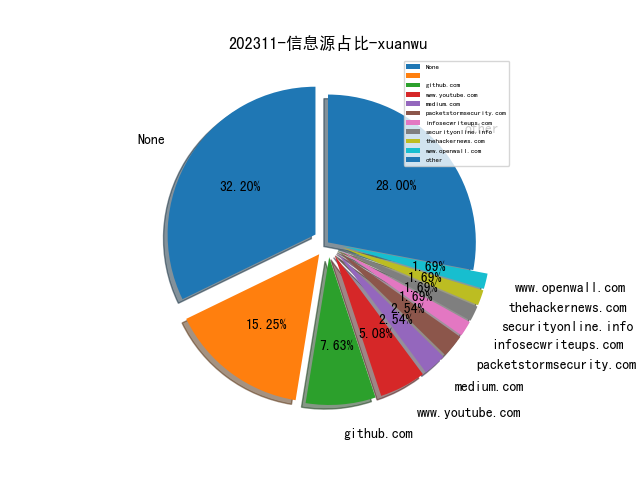 202311-信息源占比-xuanwu
None
github.com
www.youtube.com
medium.com
packetstormsecurity.com
infosecwriteups.com
securityonline.info
thehackernews.com
www.openwall.com
other
other
None
32.20%
28.00%
15.25%
7.63%
5.08%
2.54%
2.54%
1.69%
1.69%
1.69%
1.69%
www.openwall.com
thehackernews.com
securityonline.info
infosecwriteups.com
packetstormsecurity.com
medium.com
www.youtube.com
github.com